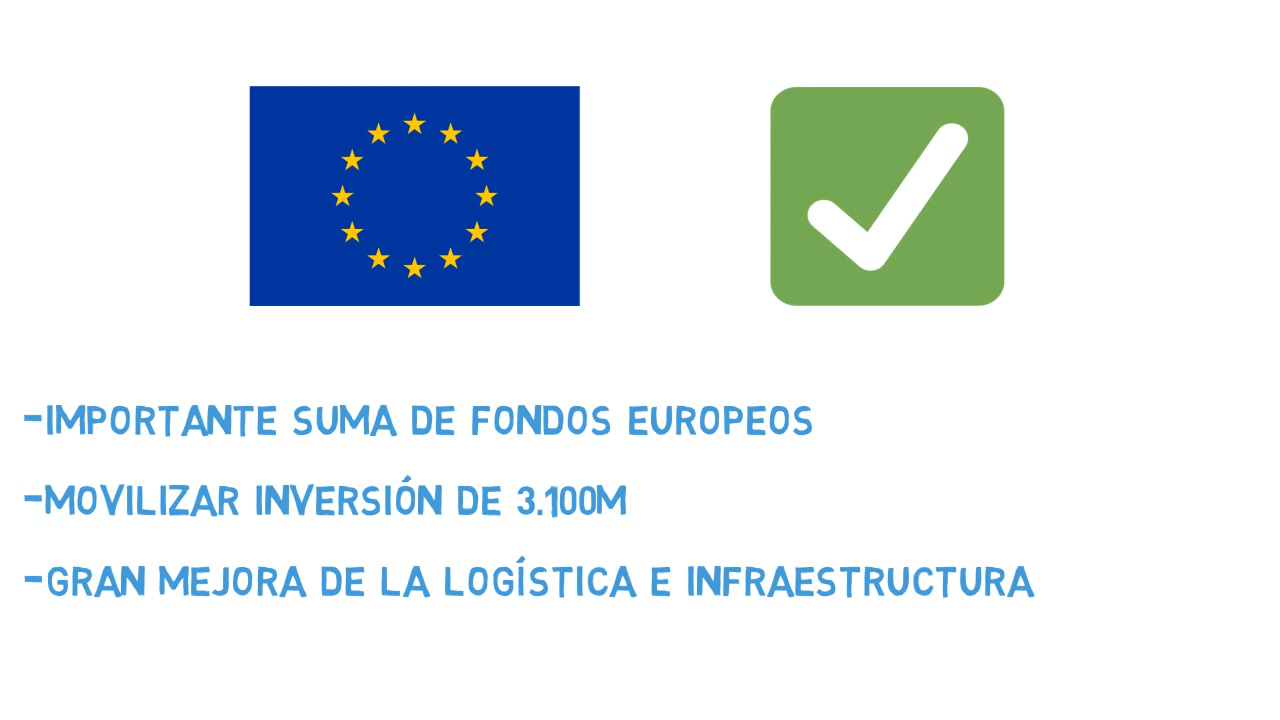 -IMPORTANTE SUMA DE FONDOS EUROPEOS
-MOVILIZAR INVERSIÓN DE 3.100M
-GRAN MEJORA DE LA LOGÍSTICA E INFRAESTRUCTURA